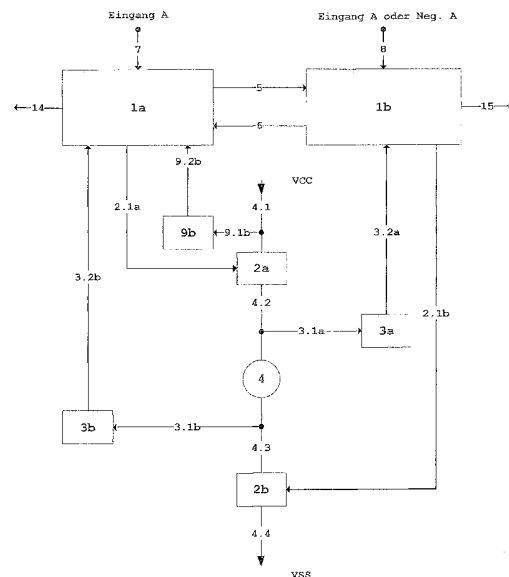 Eingang A
Eingang A oder Neg. A
7
8
14
1a
5
6
1b
15
9.2b
VCC
2.1a
4.1
9b
9.1b
3.2a
2a
3.2b
4.2
2.1b
3.1a
3a
4
3b
3.1b
4.3
2b
4.4
VSS